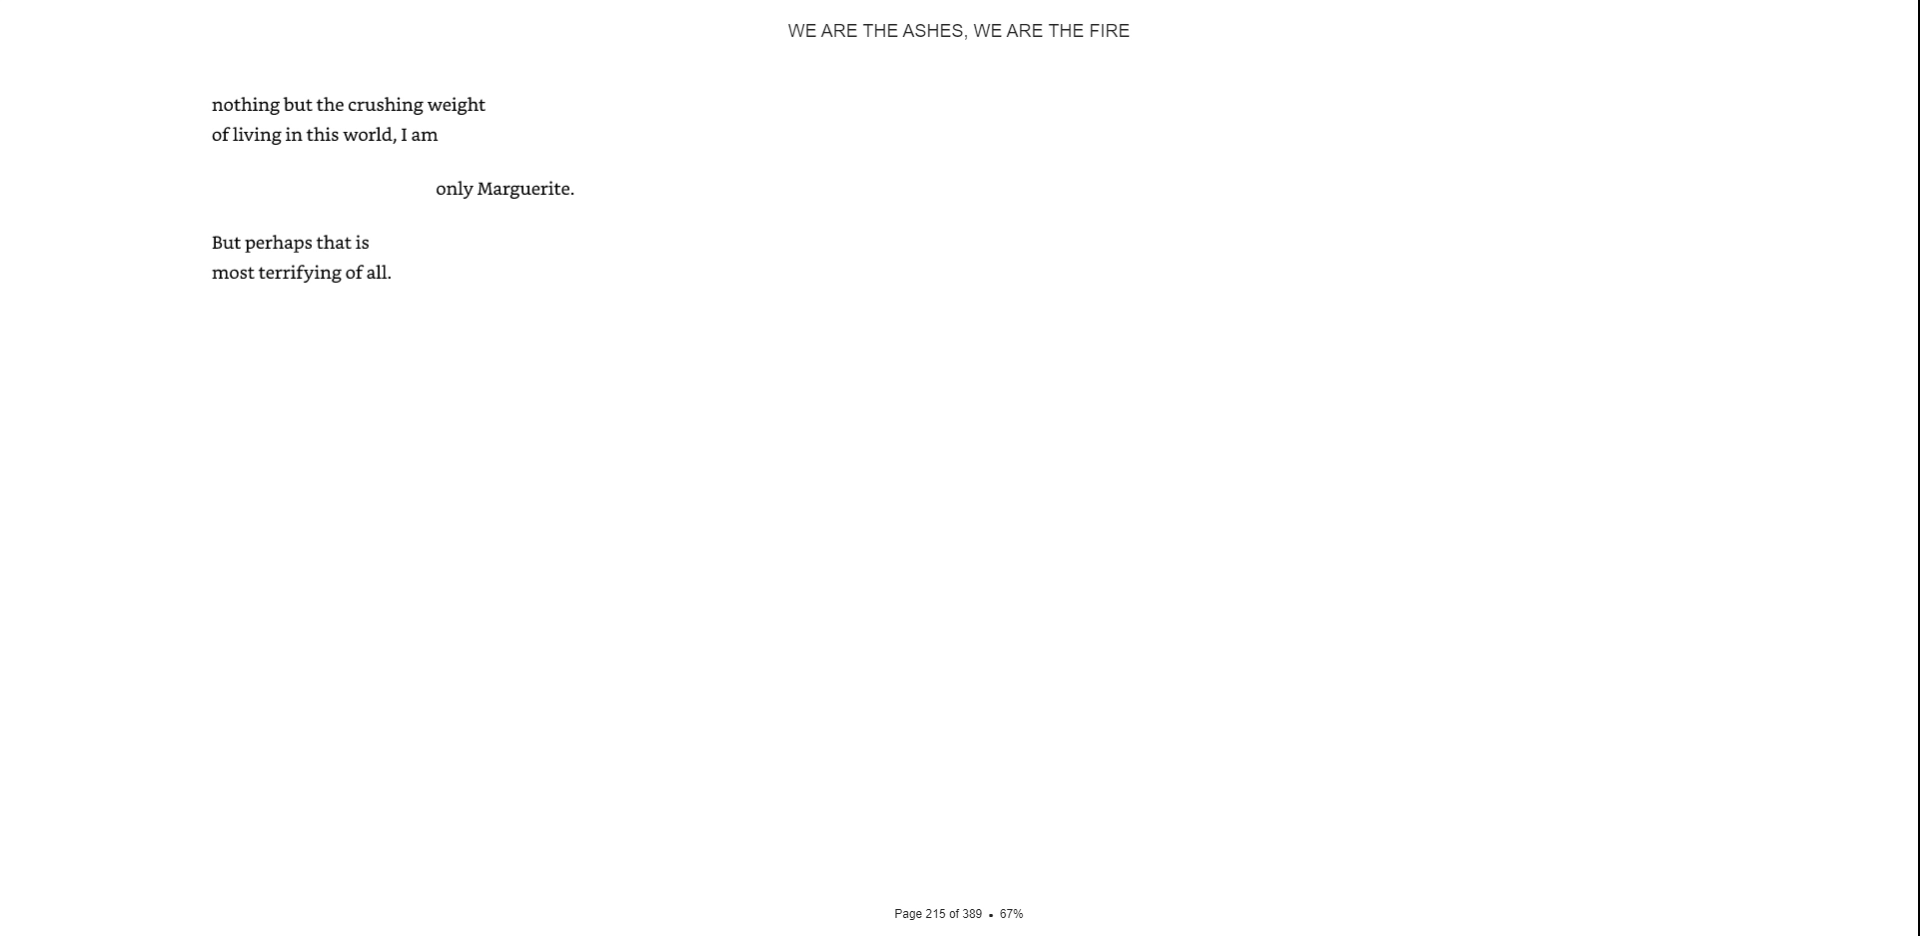 WE ARE THE ASHES, WE ARE THE FIRE
nothing but the crushing weight
of living in this world, I am
only Marguerite.
But perhaps that is
most terrifying of all.
Page 215 of 389 • 67%